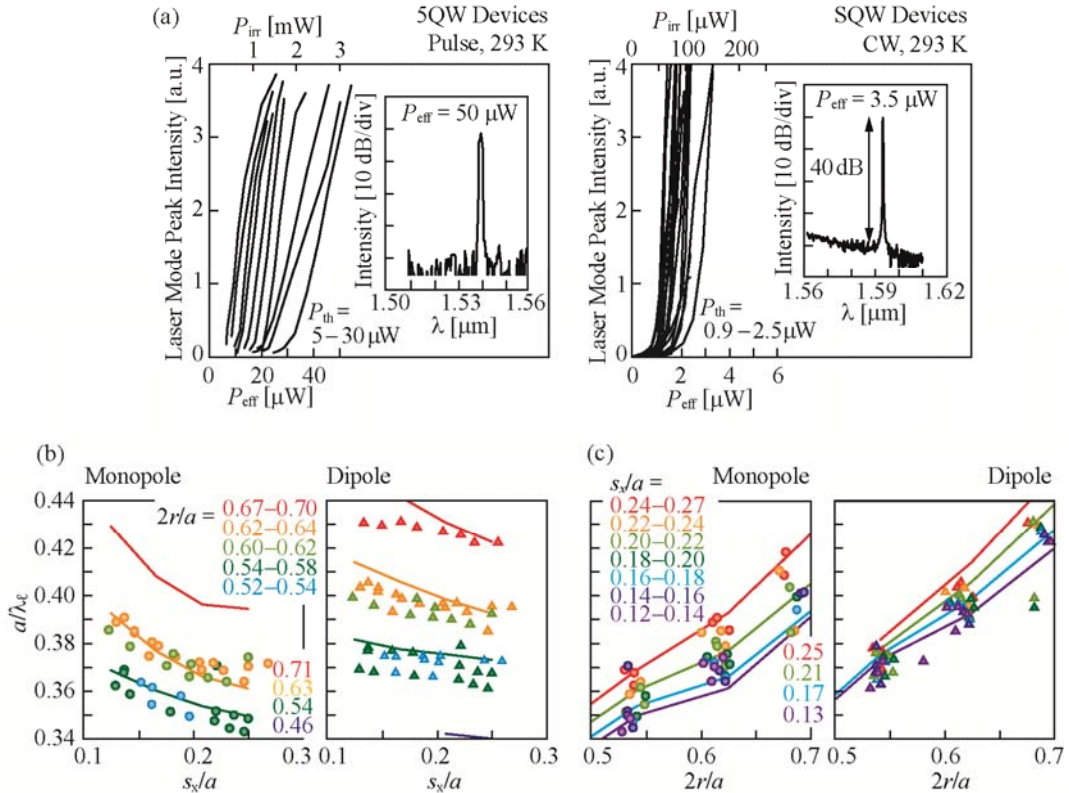 (a)
P_irr [mW]
5QW Devices
Pulse, 293 K
1 2 3
Laser Mode Peak Intensity [a.u.]
4
3
2
1
0
P_eff = 50 μW
Intensity [10 dB/div]
1.50 1.53 1.56
λ [μm]
P_th =
5–30 μW
0 20 40
P_eff [μW]
P_irr [μW]
SQW Devices
CW, 293 K
0 100 200
Laser Mode Peak Intensity [a.u.]
4
3
2
1
0
P_eff = 3.5 μW
40 dB
Intensity [10 dB/div]
1.56 1.59 1.62
λ [μm]
P_th =
0.9–2.5 μW
0 2 4 6
P_eff [μW]
(b)
Monopole
Dipole
a/λ_ℓ
0.44
0.42
0.40
0.38
0.36
0.34
2r/a =
0.67–0.70
0.62–0.64
0.60–0.62
0.54–0.58
0.52–0.54
0.71
0.63
0.54
0.46
0.1 0.2 0.3
s_x/a
0.1 0.2 0.3
s_x/a
(c)
Monopole
Dipole
s_x/a =
0.24–0.27
0.22–0.24
0.20–0.22
0.18–0.20
0.16–0.18
0.14–0.16
0.12–0.14
0.25
0.21
0.17
0.13
0.5 0.6 0.7
2r/a
0.5 0.6 0.7
2r/a